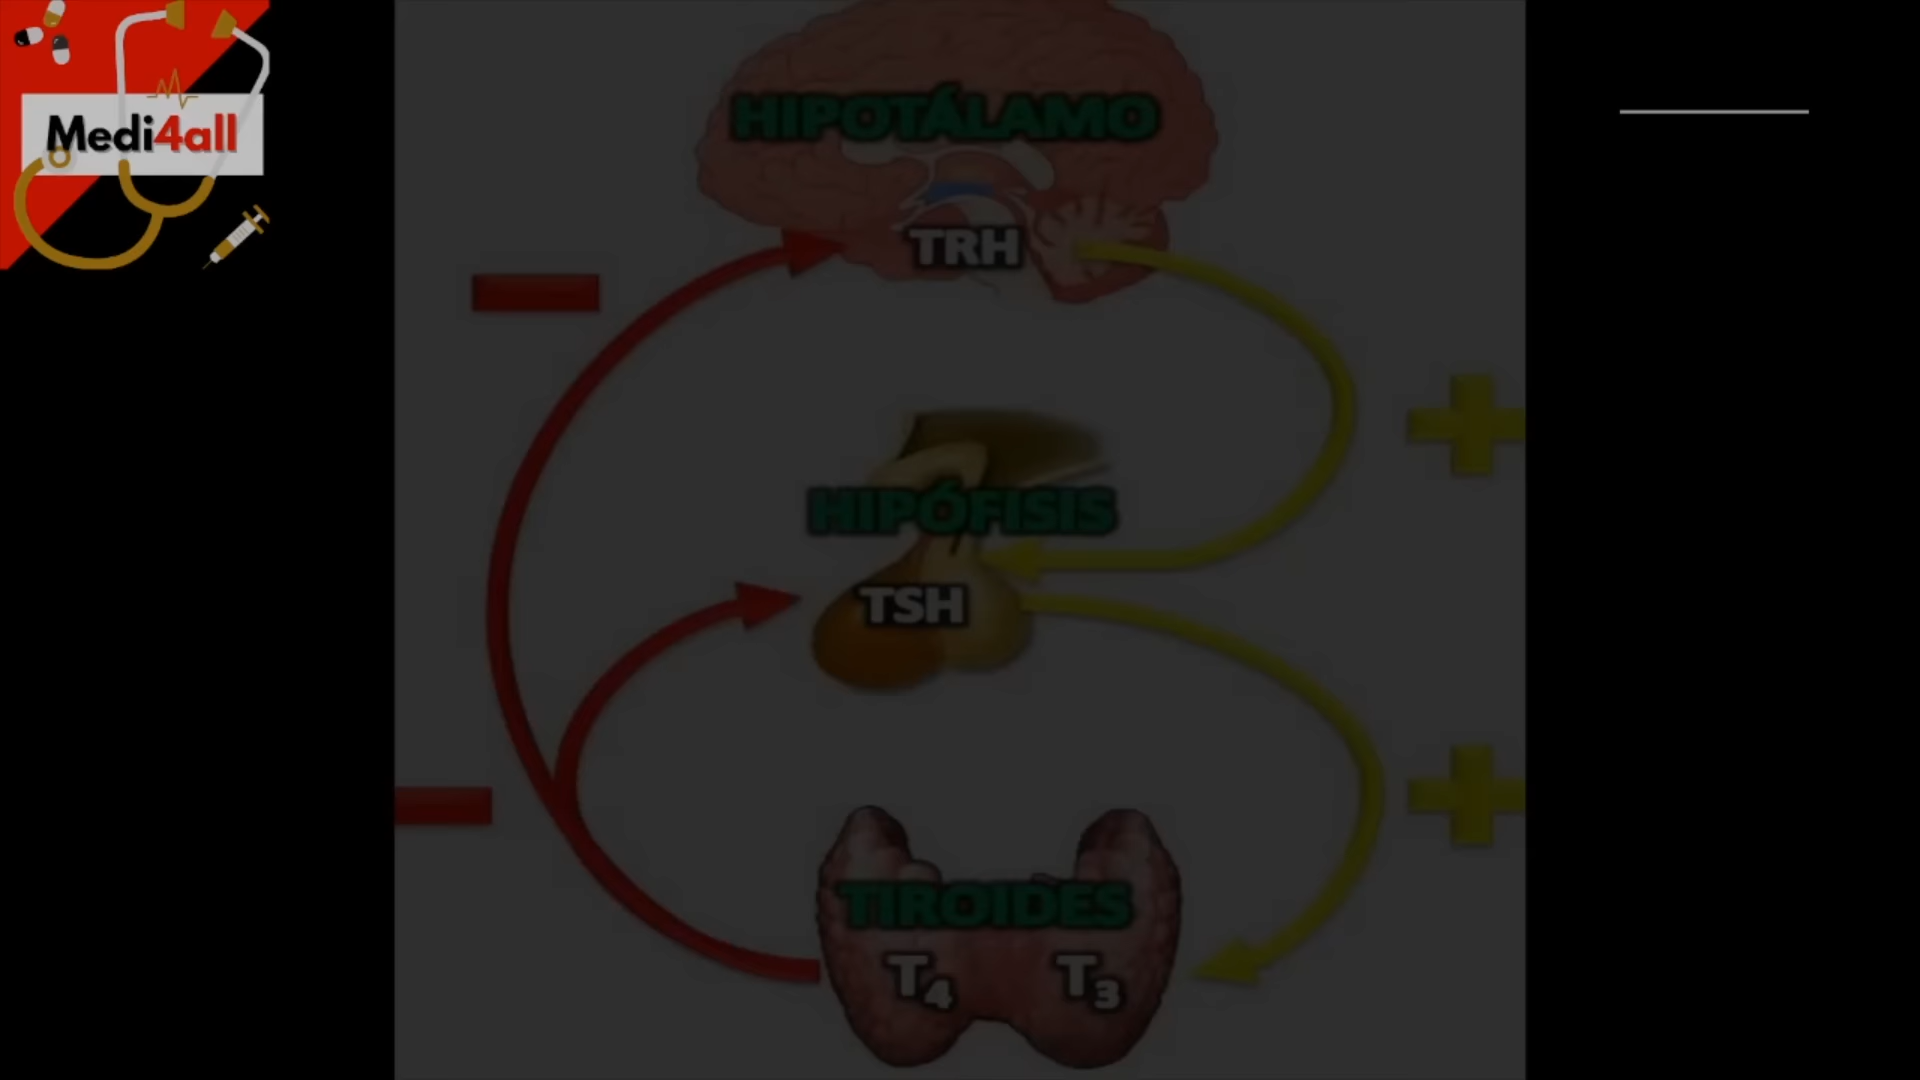 Medi4all
HIPOTÁLAMO
TRH
HIPÓFISIS
TSH
TIROIDES
T4 T3